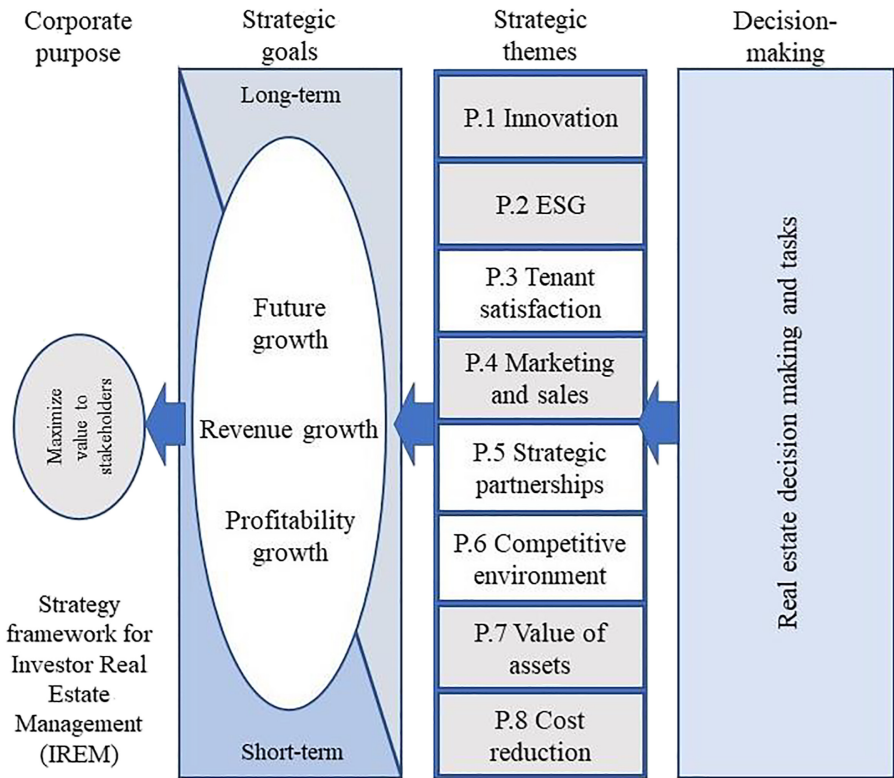 Corporate
purpose
Strategic
goals
Strategic
themes
Decision-
making
Long-term
Future
growth
Revenue growth
Profitability
growth
Short-term
Maximize
value to
stakeholders
Strategy
framework for
Investor Real
Estate
Management
(IREM)
P.1 Innovation
P.2 ESG
P.3 Tenant
satisfaction
P.4 Marketing
and sales
P.5 Strategic
partnerships
P.6 Competitive
environment
P.7 Value of
assets
P.8 Cost
reduction
Real estate decision making and tasks